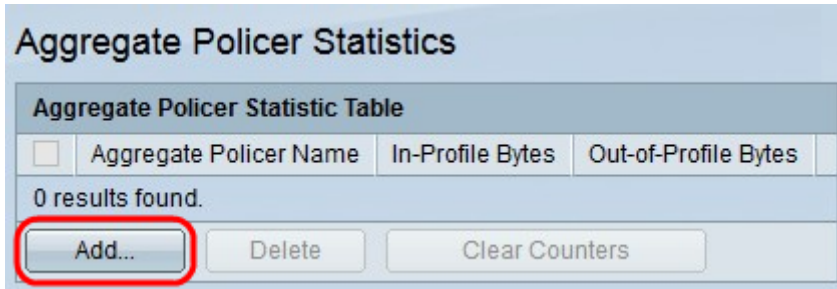 Aggregate Policer Statistics
Aggregate Policer Statistic Table
Aggregate Policer Name In-Profile Bytes Out-of-Profile Bytes
0 results found.
Add... Delete Clear Counters